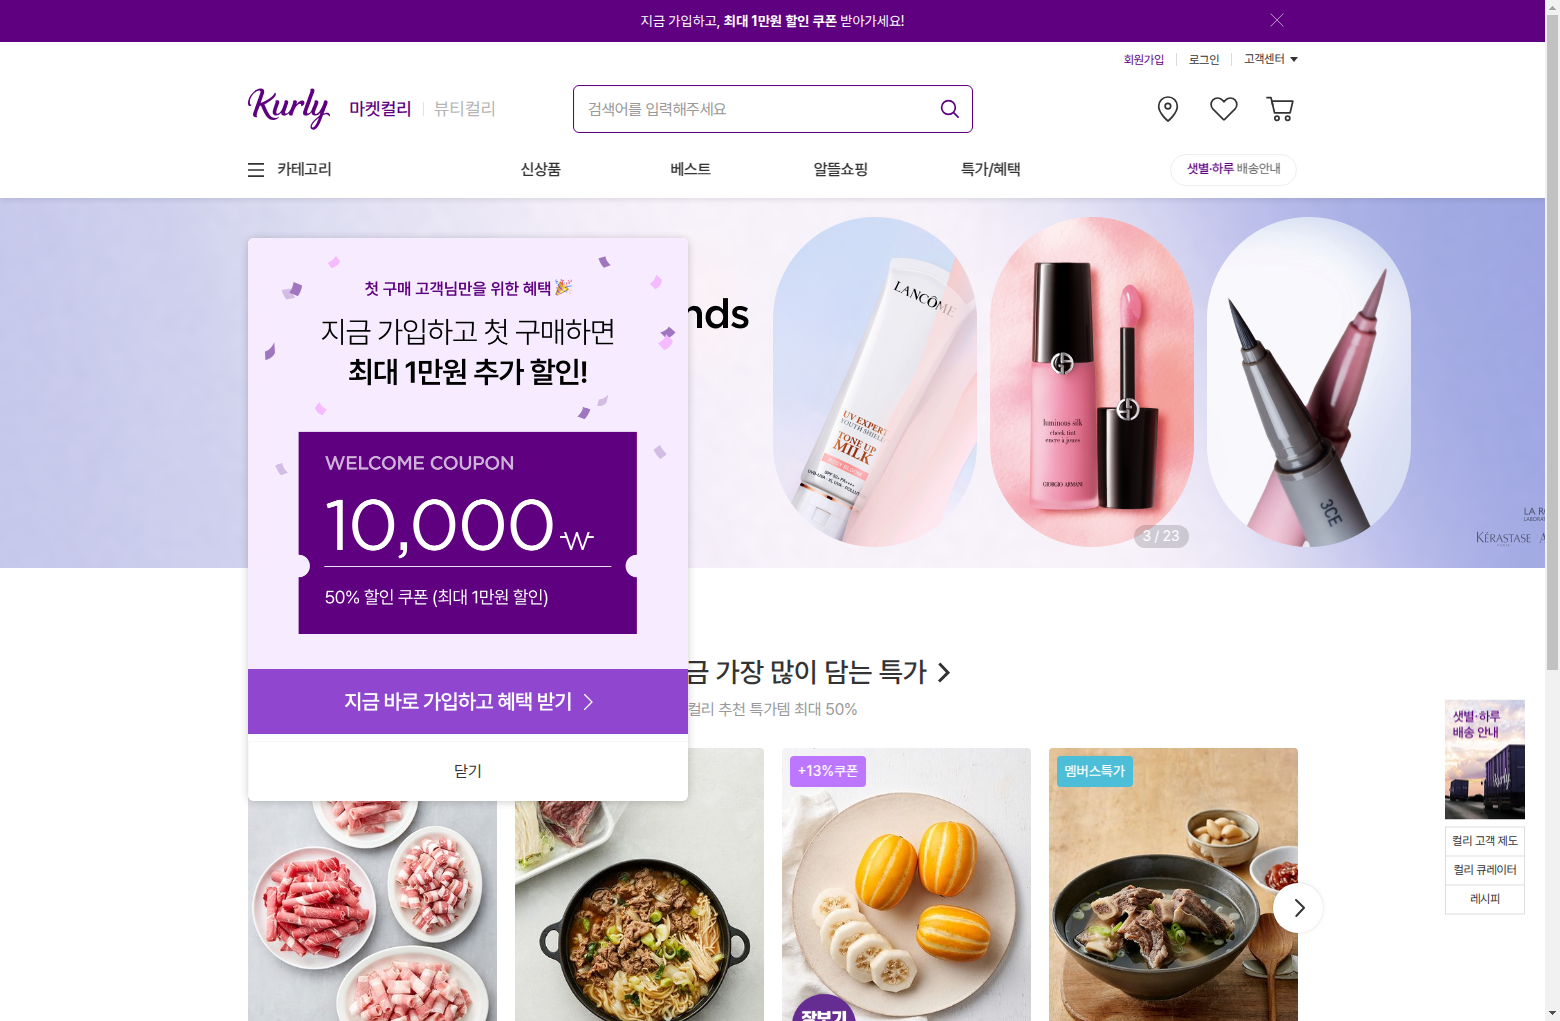 지금 가입하고, 최대 1만원 할인 쿠폰 받아가세요!
회원가입
로그인
고객센터
Kurly
마켓컬리
뷰티컬리
검색어를 입력해주세요
카테고리
신상품
베스트
알뜰쇼핑
특가/혜택
샛별·하루 배송안내
첫 구매 고객님만을 위한 혜택
지금 가입하고 첫 구매하면
최대 1만원 추가 할인!
WELCOME COUPON
10,000₩
50% 할인 쿠폰 (최대 1만원 할인)
지금 바로 가입하고 혜택 받기
닫기
nds
LANCÔME
UV EXPERT
YOUTH SHIELD
TONE UP
MILK
luminous silk
cheek tint
encre à joues
GIORGIO ARMANI
3CE
3 / 23
LA RO
KÉRASTASE
금 가장 많이 담는 특가
컬리 추천 특가템 최대 50%
+13%쿠폰
멤버스특가
장보기
샛별·하루
배송 안내
Kurly
컬리 고객 제도
컬리 큐레이터
레시피